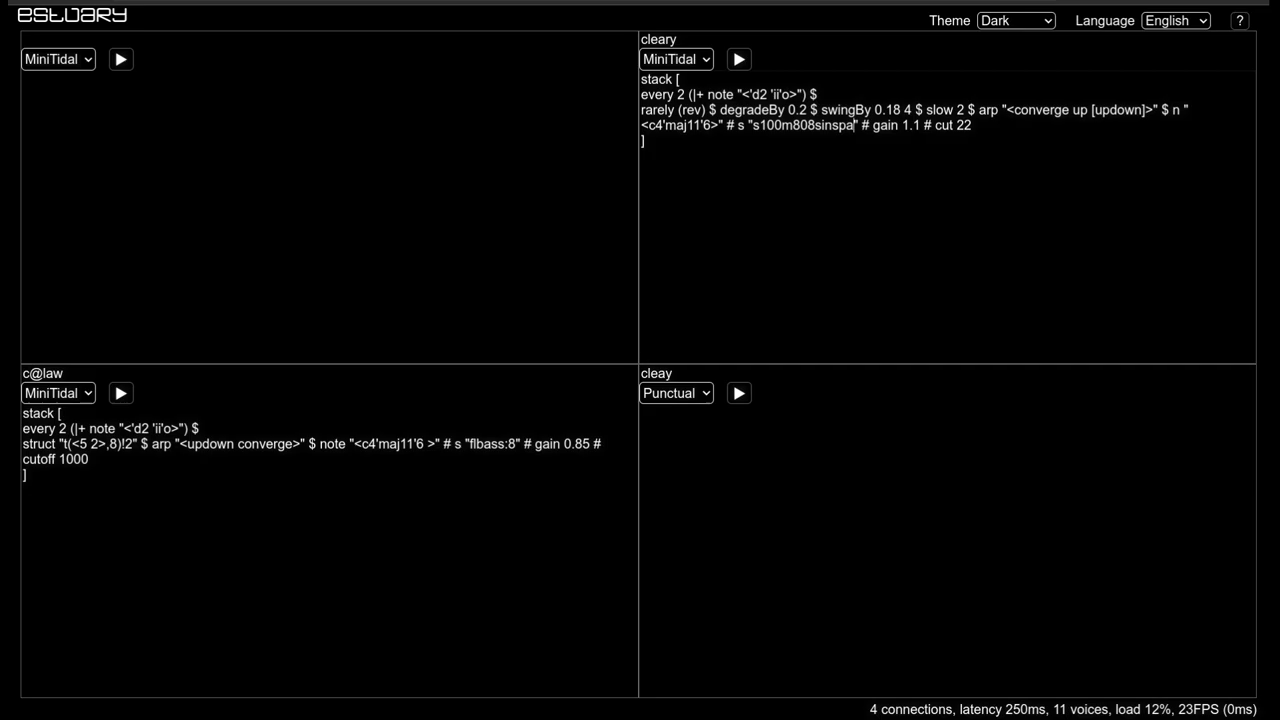 estuary
Theme Dark Language English ?
MiniTidal
cleary
MiniTidal
stack [
every 2 (|+ note "<'d2 'ii'o>") $
rarely (rev) $ degradeBy 0.2 $ swingBy 0.18 4 $ slow 2 $ arp "<converge up [updown]>" $ n "
<c4'maj11'6>" # s "s100m808sinspa" # gain 1.1 # cut 22
]
c@law
MiniTidal
stack [
every 2 (|+ note "<'d2 'ii'o>") $
struct "t(<5 2>,8)!2" $ arp "<updown converge>" $ note "<c4'maj11'6 >" # s "flbass:8" # gain 0.85 #
cutoff 1000
]
cleay
Punctual
4 connections, latency 250ms, 11 voices, load 12%, 23FPS (0ms)